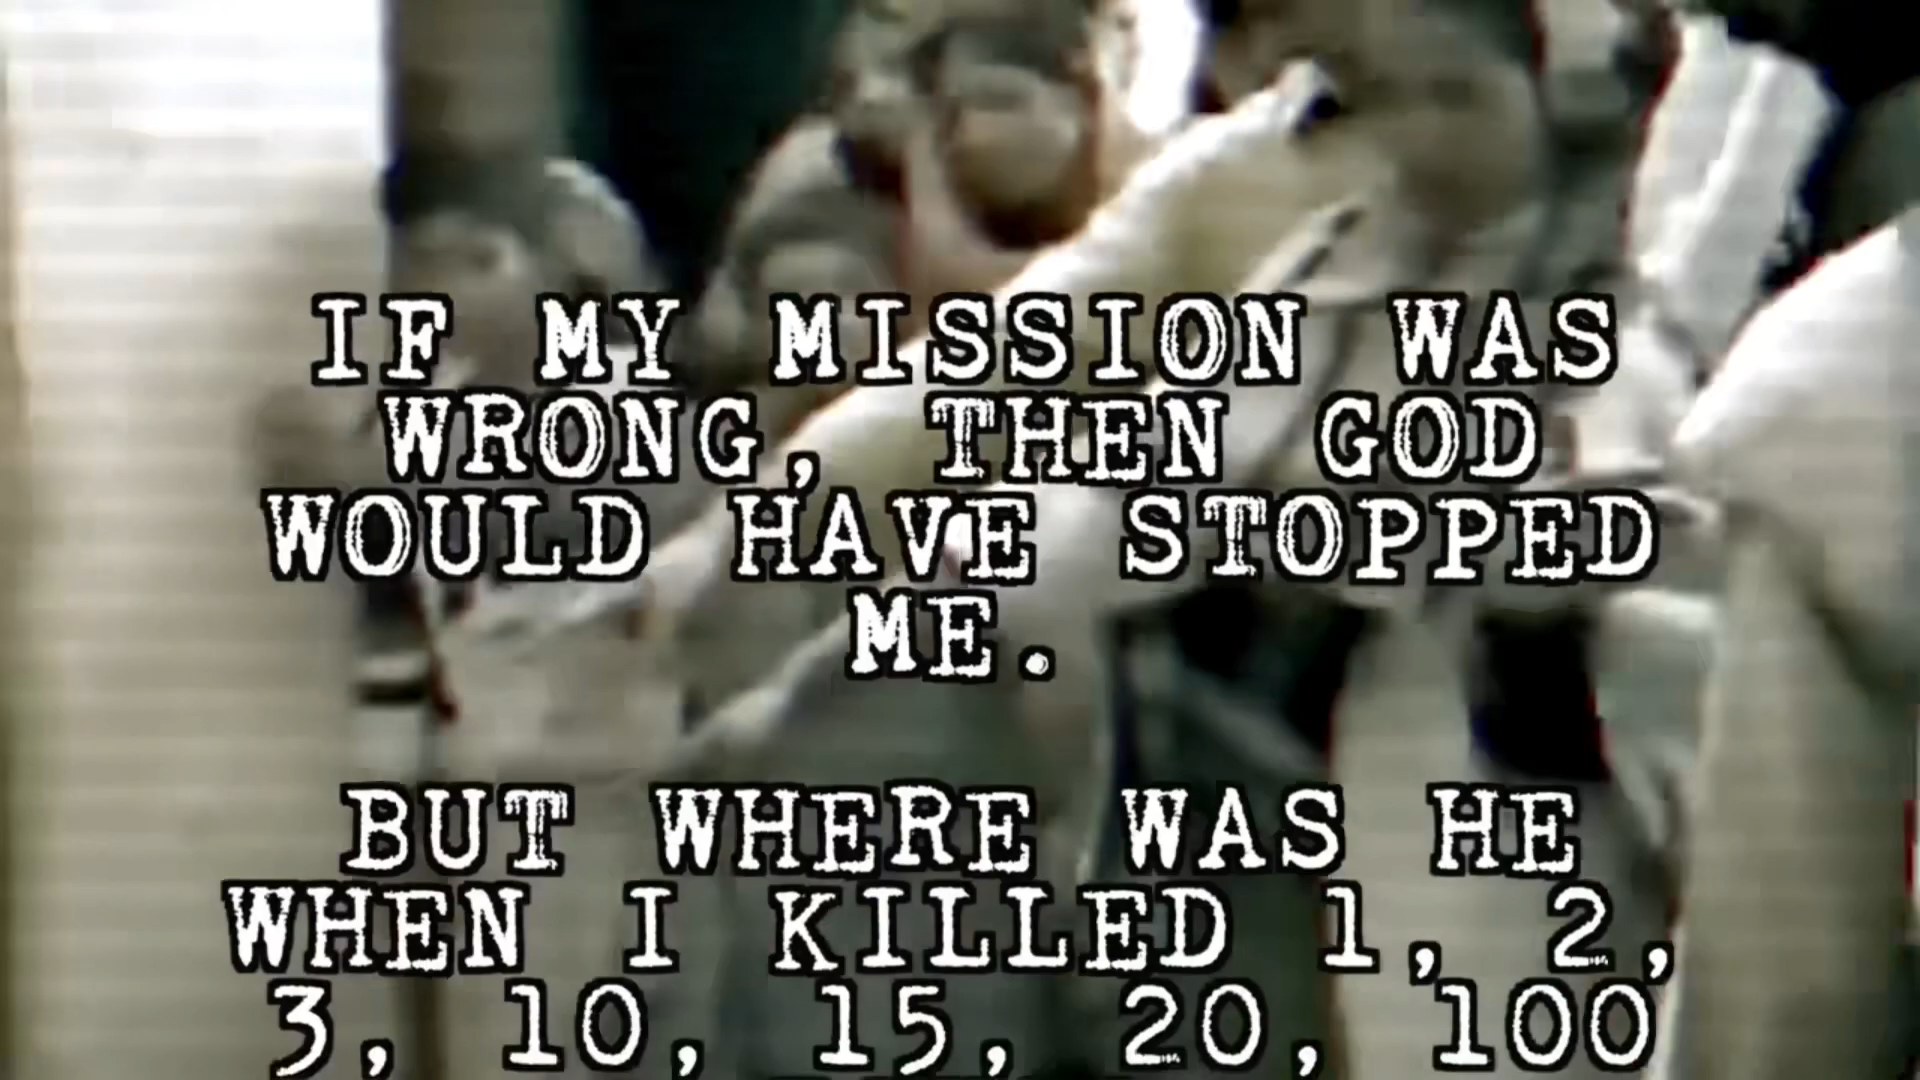 IF MY MISSION WAS
WRONG, THEN GOD
WOULD HAVE STOPPED
ME.
BUT WHERE WAS HE
WHEN I KILLED 1, 2,
3, 10, 15, 20, 100